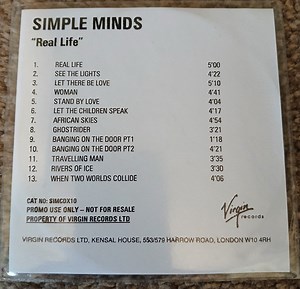 SIMPLE MINDS
"Real Life"
1. REAL LIFE 5'00
2. SEE THE LIGHTS 4'22
3. LET THERE BE LOVE 5'10
4. WOMAN 4'41
5. STAND BY LOVE 4'04
6. LET THE CHILDREN SPEAK 4'17
7. AFRICAN SKIES 4'54
8. GHOSTRIDER 3'21
9. BANGING ON THE DOOR PT1 1'18
10. BANGING ON THE DOOR PT2 4'21
11. TRAVELLING MAN 3'35
12. RIVERS OF ICE 3'30
13. WHEN TWO WORLDS COLLIDE 4'06
CAT NO: SIMCDX10
PROMO USE ONLY – NOT FOR RESALE
PROPERTY OF VIRGIN RECORDS LTD
Virgin
records
VIRGIN RECORDS LTD, KENSAL HOUSE, 553/579 HARROW ROAD, LONDON W10 4RH